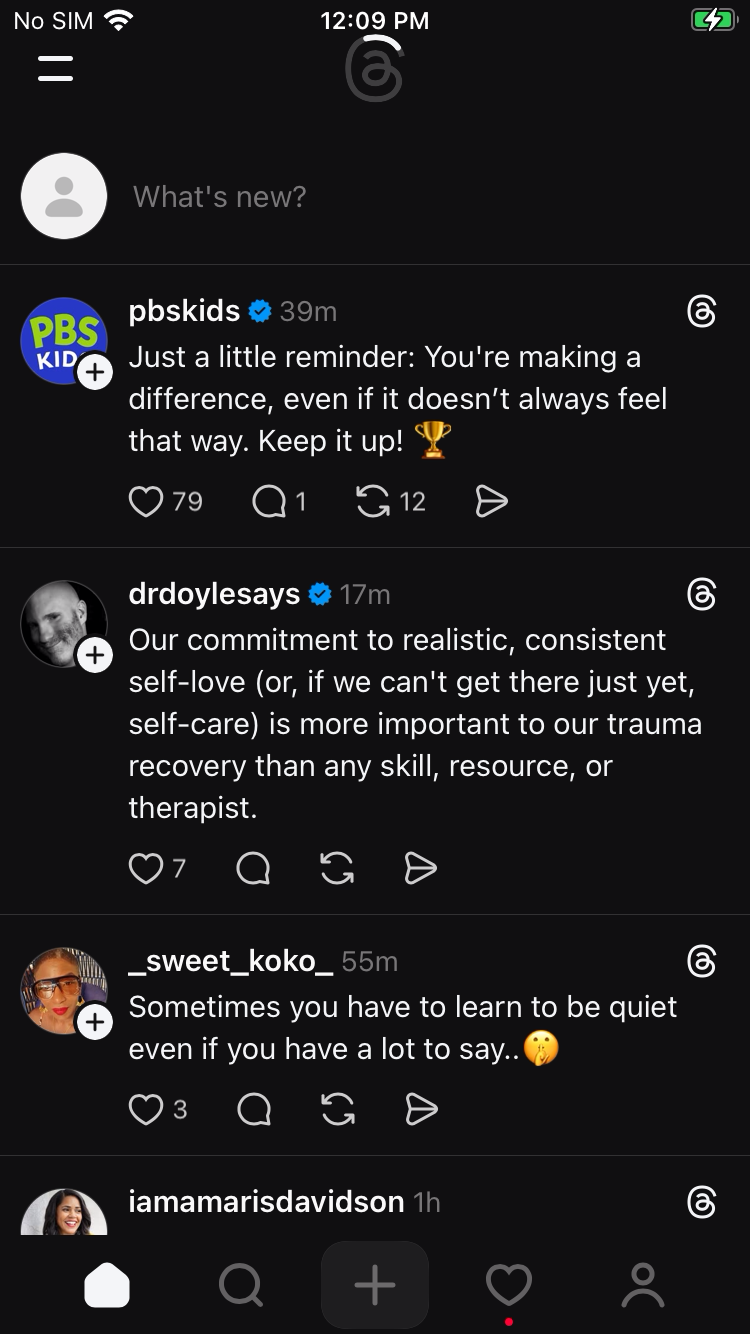 No SIM 12:09 PM
What's new?
PBS
KIDS
pbskids 39m
Just a little reminder: You're making a
difference, even if it doesn’t always feel
that way. Keep it up! 🏆
79 1 12
drdoylesays 17m
Our commitment to realistic, consistent
self-love (or, if we can't get there just yet,
self-care) is more important to our trauma
recovery than any skill, resource, or
therapist.
7
_sweet_koko_ 55m
Sometimes you have to learn to be quiet
even if you have a lot to say..🤫
3
iamamarisdavidson 1h